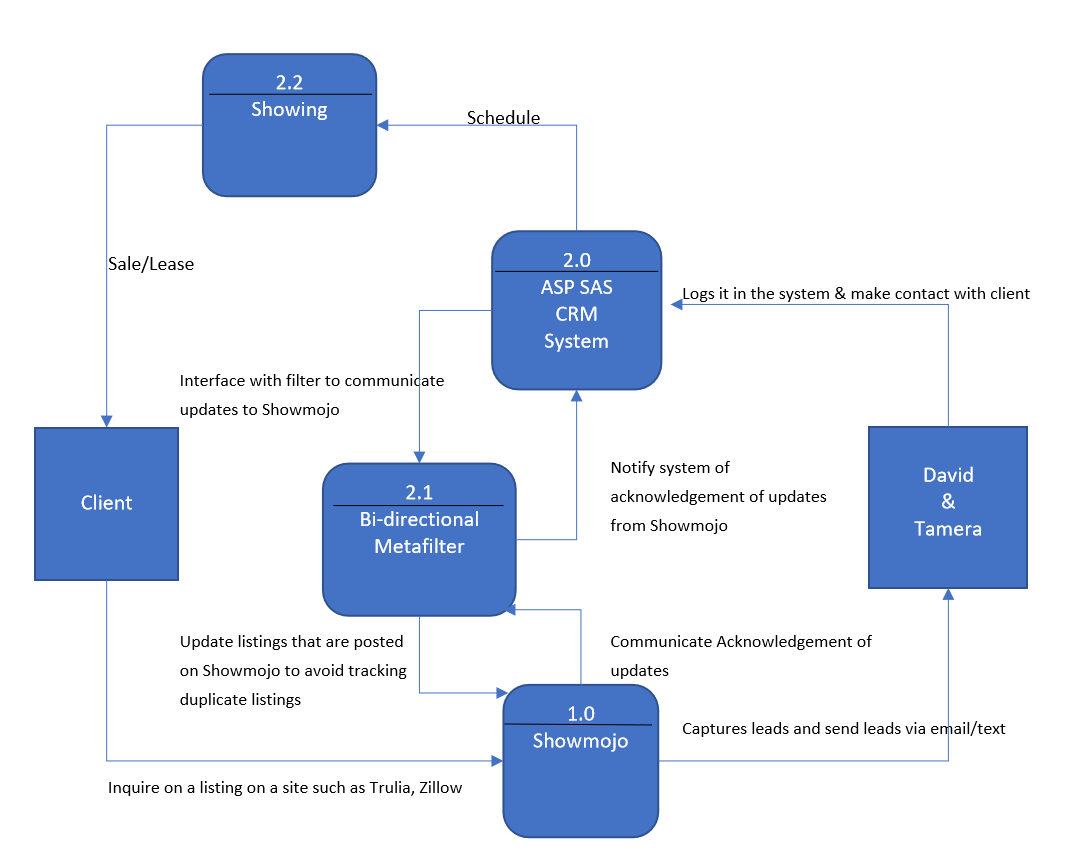 2.2
Showing
Schedule
Sale/Lease
2.0
ASP SAS
CRM
System
Logs it in the system & make contact with client
Interface with filter to communicate
updates to Showmojo
Client
2.1
Bi-directional
Metafilter
Notify system of
acknowledgement of updates
from Showmojo
David
&
Tamera
Update listings that are posted
on Showmojo to avoid tracking
duplicate listings
Communicate Acknowledgement of
updates
1.0
Showmojo
Captures leads and send leads via email/text
Inquire on a listing on a site such as Trulia, Zillow